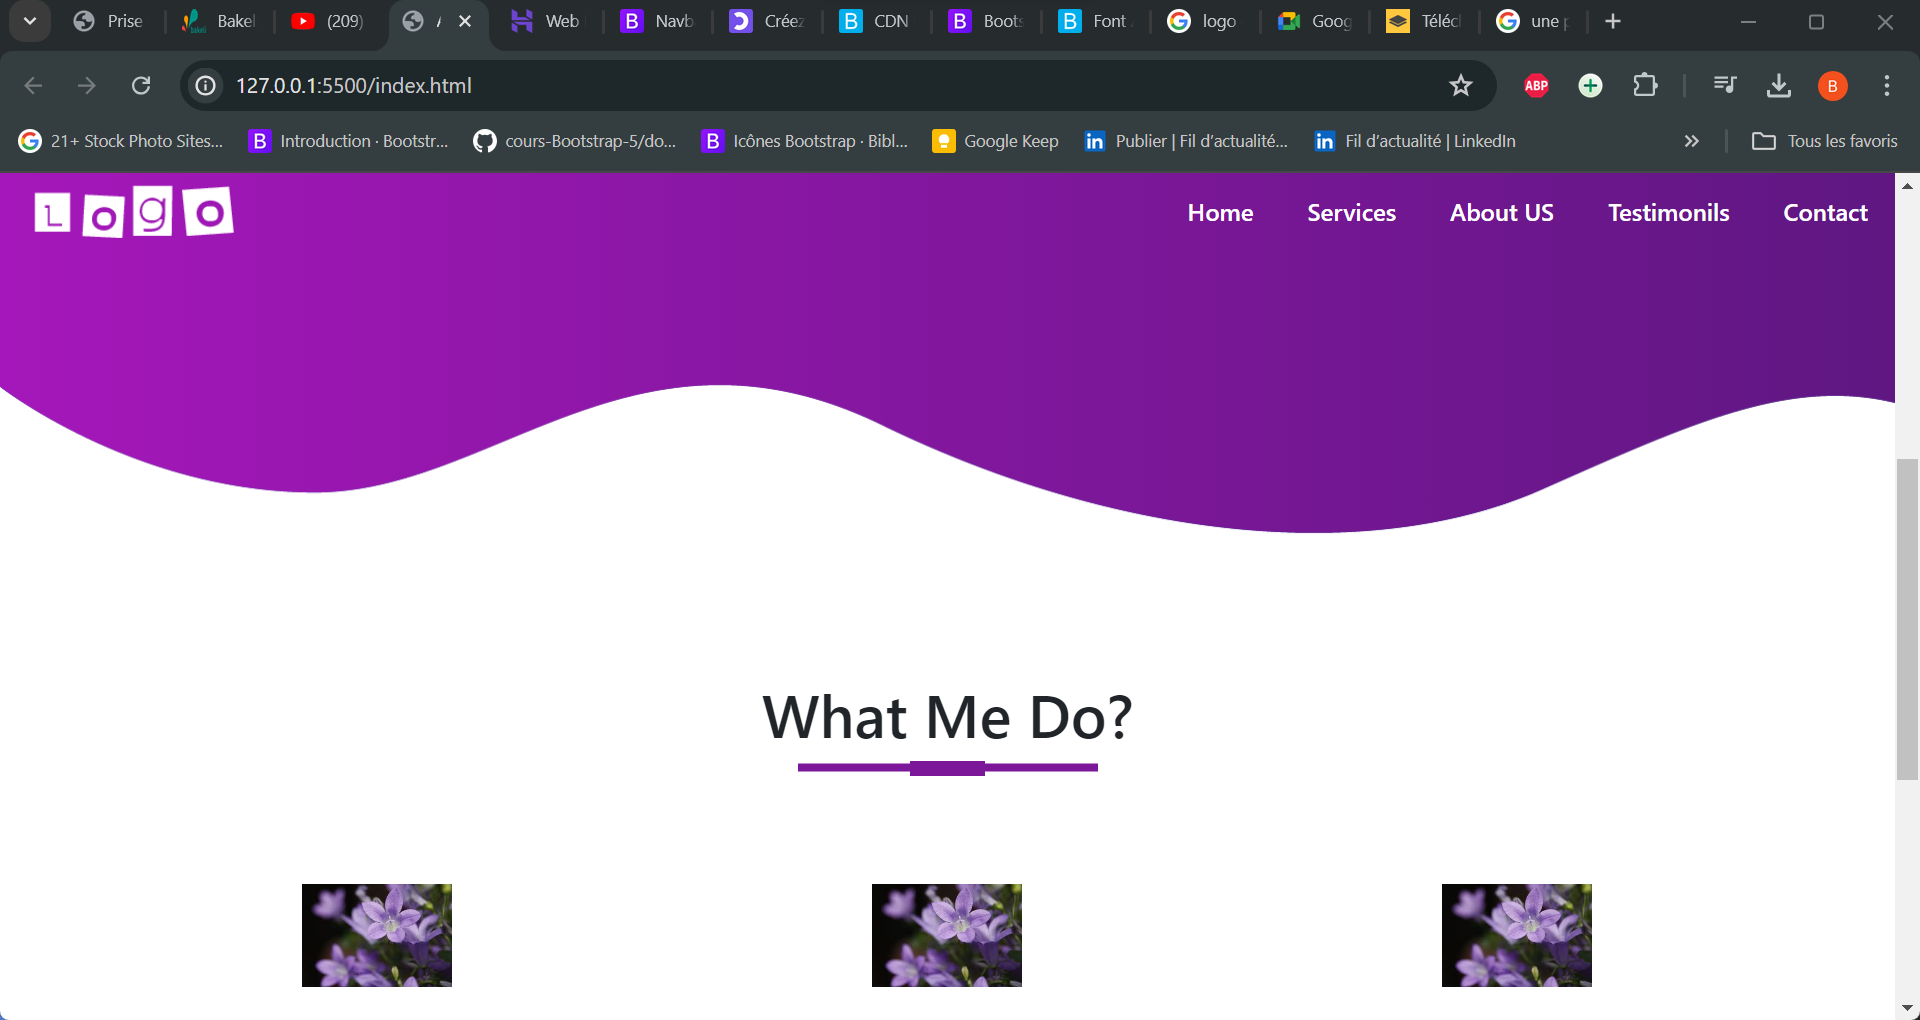 Prise
Bakel
(209)
Web
Navb
Créez
CDN
Boots
Font
logo
Goog
Téléc
une p
127.0.0.1:5500/index.html
ABP
B
21+ Stock Photo Sites...
Introduction · Bootstr...
cours-Bootstrap-5/do...
Icônes Bootstrap · Bibl...
Google Keep
Publier | Fil d'actualité...
Fil d'actualité | LinkedIn
Tous les favoris
LOgO
Home
Services
About US
Testimonils
Contact
What Me Do?